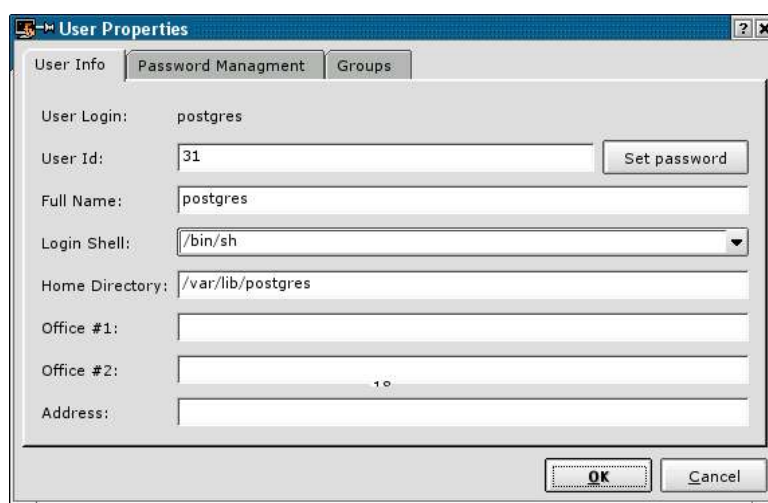 User Properties
User Info Password Managment Groups
User Login: postgres
User Id: 31 Set password
Full Name: postgres
Login Shell: /bin/sh
Home Directory: /var/lib/postgres
Office #1:
Office #2:
Address:
OK Cancel